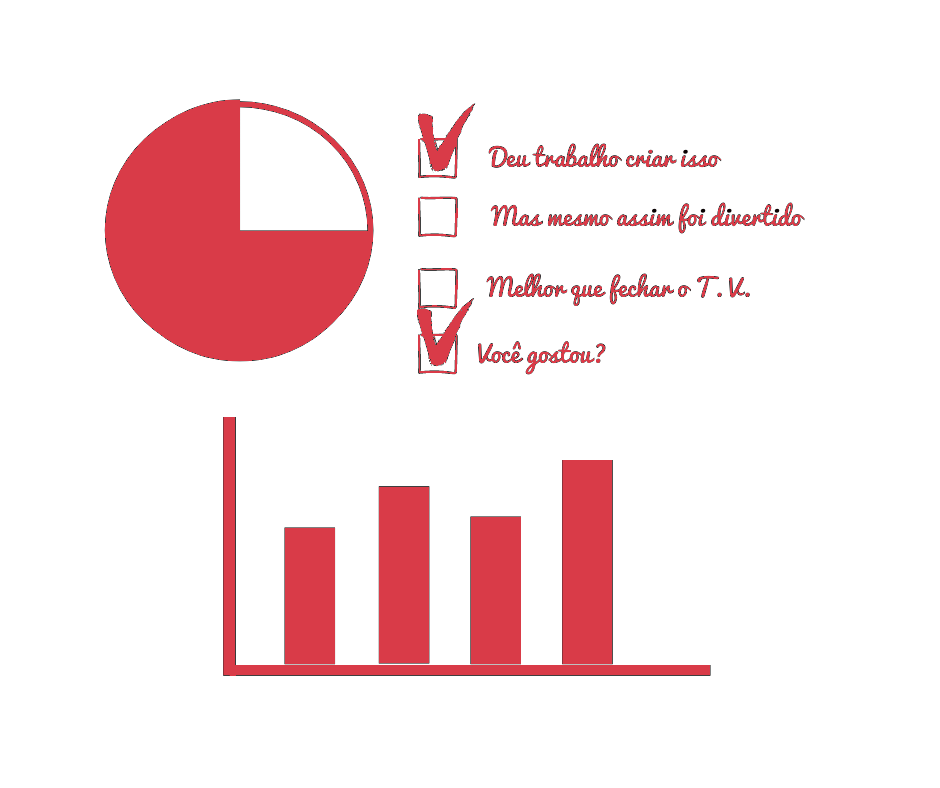 Deu trabalho criar isso
Mas mesmo assim foi divertido
Melhor que fechar o T.V.
Você gostou?